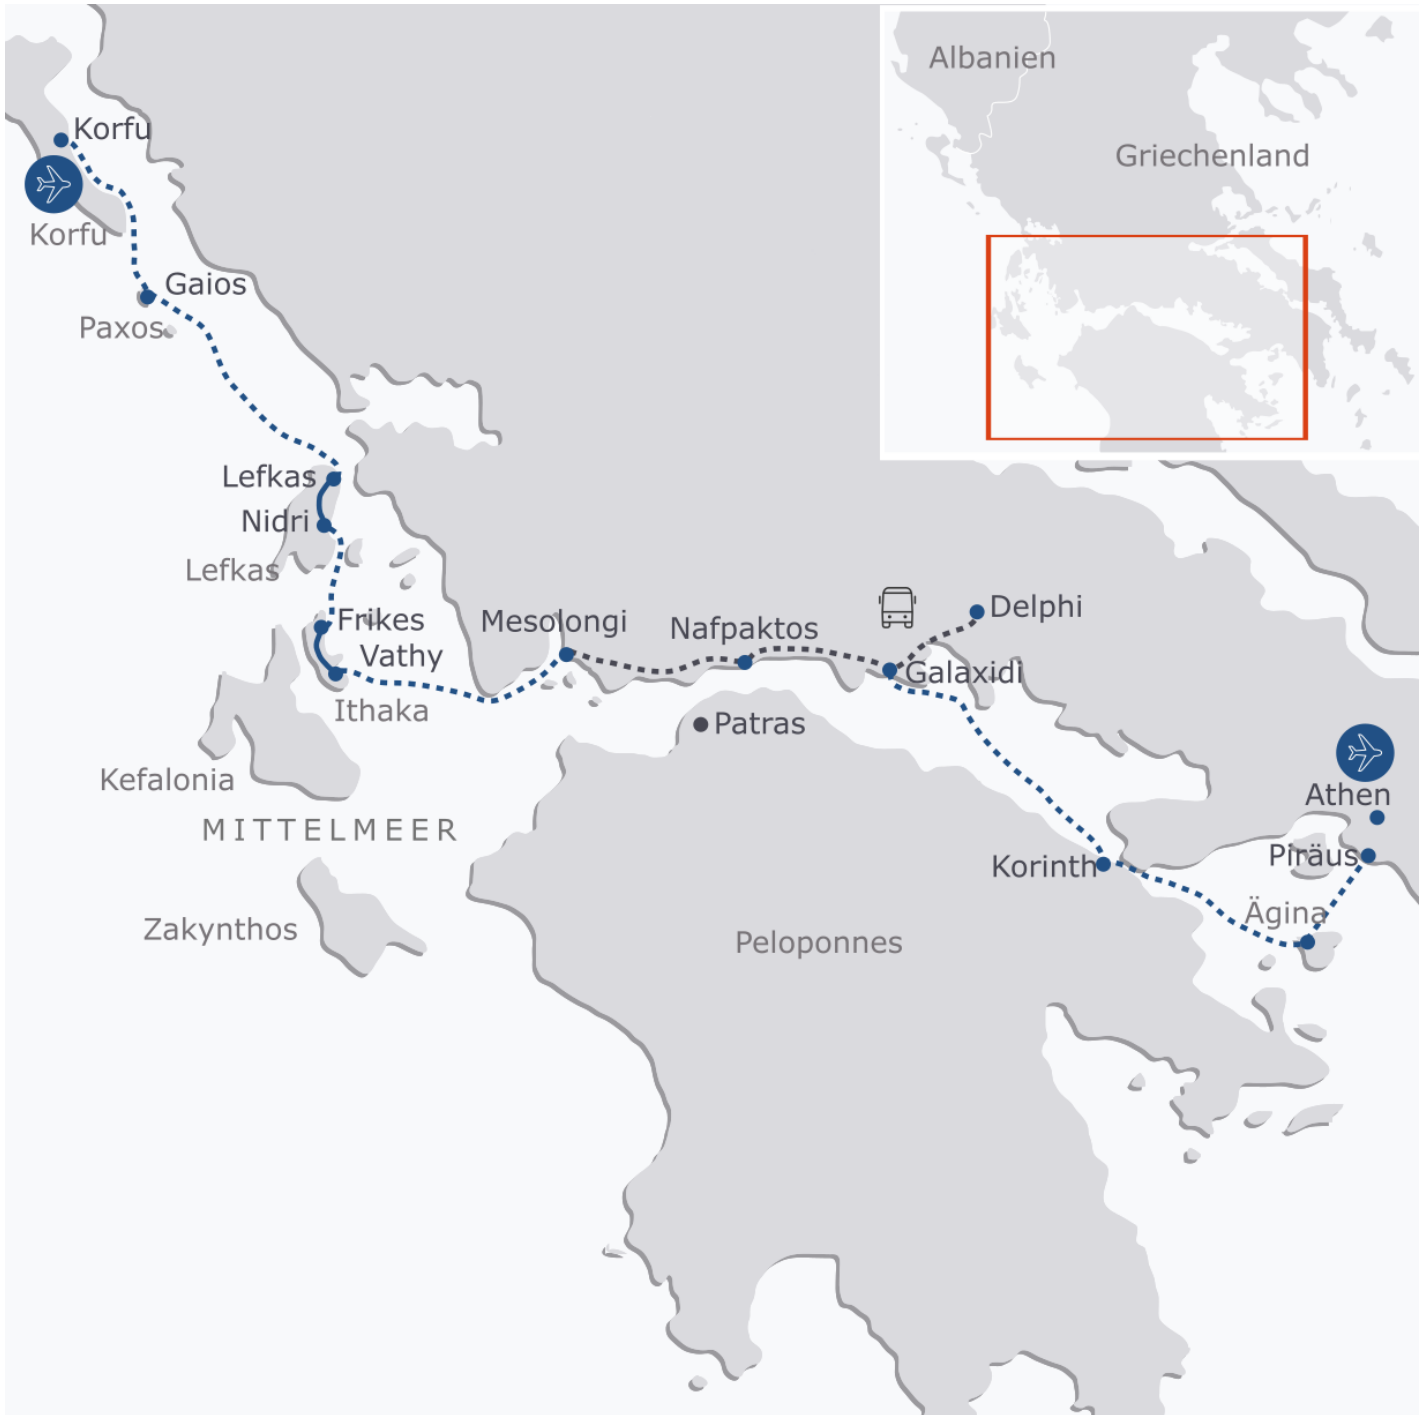 Albanien
Griechenland
Korfu
Korfu
Gaios
Paxos
Lefkas
Nidri
Lefkas
Frikes
Vathy
Ithaka
Mesolongi
Nafpaktos
Delphi
Galaxidi
Patras
Kefalonia
MITTELMEER
Athen
Piräus
Korinth
Ägina
Zakynthos
Peloponnes